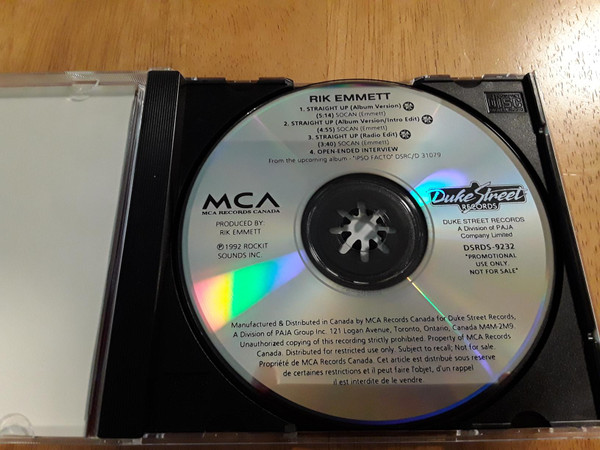 RIK EMMETT
1. STRAIGHT UP (Album Version)
(5:14) SOCAN (Emmett)
2. STRAIGHT UP (Album Version/Intro Edit)
(4:55) SOCAN (Emmett)
3. STRAIGHT UP (Radio Edit)
(3:40) SOCAN (Emmett)
4. OPEN-ENDED INTERVIEW
From the upcoming album - "IPSO FACTO" DSRC/D 31079
MCA
MCA RECORDS CANADA
PRODUCED BY
RIK EMMETT
℗ 1992 ROCKIT
SOUNDS INC.
Duke Street
RECORDS
DUKE STREET RECORDS
A Division of PAJA
Company Limited
DSRDS-9232
"PROMOTIONAL
USE ONLY.
NOT FOR SALE"
Manufactured & Distributed in Canada by MCA Records Canada for Duke Street Records,
A Division of PAJA Group Inc. 121 Logan Avenue, Toronto, Ontario, Canada M4M-2M9.
Unauthorized copying of this recording strictly prohibited. Property of MCA Records
Canada. Distributed for restricted use only. Subject to recall; Not for sale.
Propriété de MCA Records Canada. Cet article est distribué sous reserve
de certaines restrictions et il peut faire l'objet, d'un rappel
il est interdite de le vendre